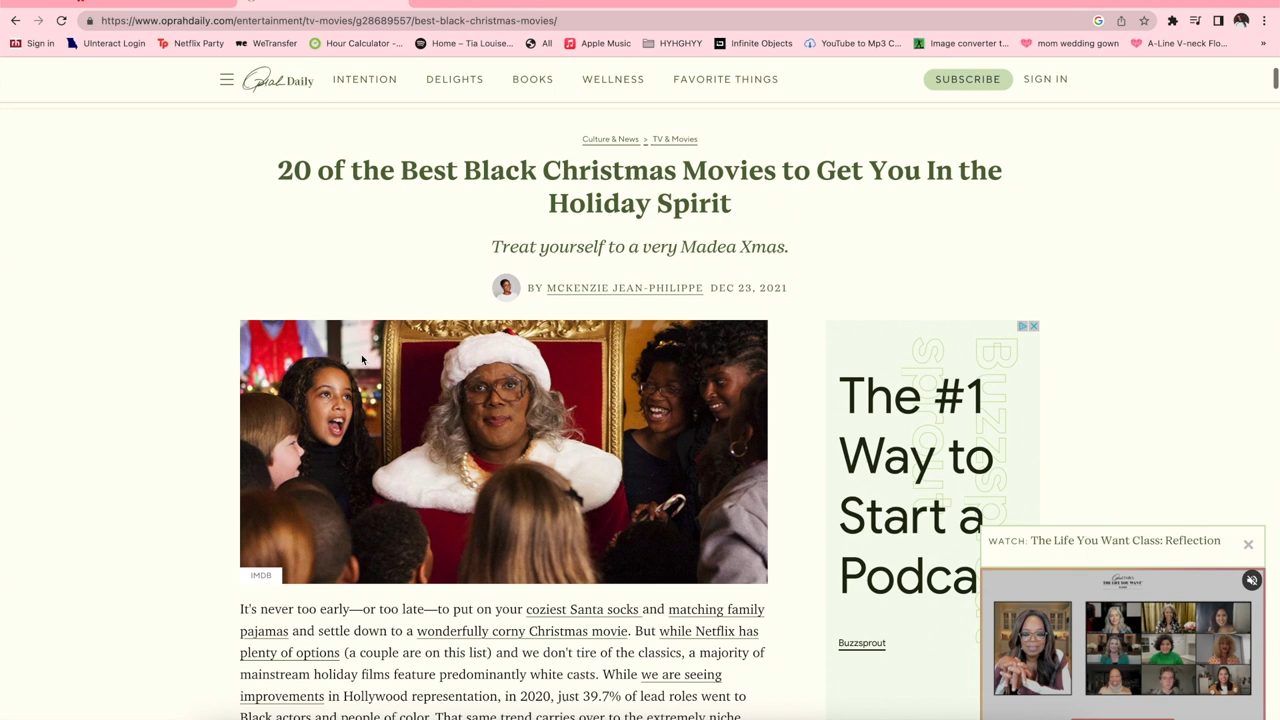 https://www.oprahdaily.com/entertainment/tv-movies/g28689557/best-black-christmas-movies/
Sign in UInteract Login Netflix Party WeTransfer Hour Calculator -... Home – Tia Louise... All Apple Music HYHGHYY Infinite Objects YouTube to Mp3 C... Image converter t... mom wedding gown A-Line V-neck Flo... »
Oprah Daily INTENTION DELIGHTS BOOKS WELLNESS FAVORITE THINGS SUBSCRIBE SIGN IN
Culture & News > TV & Movies
20 of the Best Black Christmas Movies to Get You In the
Holiday Spirit
Treat yourself to a very Madea Xmas.
BY MCKENZIE JEAN-PHILIPPE DEC 23, 2021
IMDB
It's never too early—or too late—to put on your coziest Santa socks and matching family
pajamas and settle down to a wonderfully corny Christmas movie. But while Netflix has
plenty of options (a couple are on this list) and we don't tire of the classics, a majority of
mainstream holiday films feature predominantly white casts. While we are seeing
improvements in Hollywood representation, in 2020, just 39.7% of lead roles went to
Black actors and people of color. That same trend carries over to the extremely niche
The #1
Way to
Start a
Podca
Buzzsprout
WATCH: The Life You Want Class: Reflection